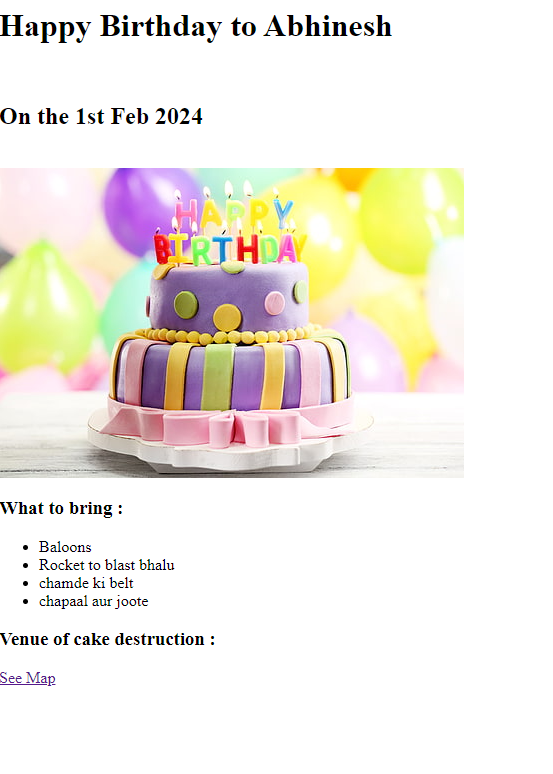 Happy Birthday to Abhinesh
On the 1st Feb 2024
HAPPY
BIRTHDAY
What to bring :
Baloons
Rocket to blast bhalu
chamde ki belt
chapaal aur joote
Venue of cake destruction :
See Map